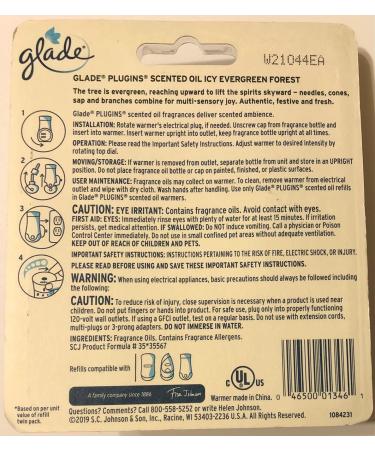 glade
W21044EA
GLADE® PLUGINS® SCENTED OIL ICY EVERGREEN FOREST
The tree is evergreen, reaching upward to lift the spirits skyward – needles, cones,
sap and branches combine for multi-sensory joy. Authentic, festive and fresh.
Glade® PLUGINS® scented oil fragrances deliver scented ambience.
1
INSTALLATION: Rotate warmer's electrical plug, if needed. Unscrew cap from fragrance bottle and
insert into warmer. Insert warmer upright into outlet, keep fragrance bottle upright at all times.
OPERATION: Please read the Important Safety Instructions. Adjust warmer to desired intensity by
rotating top dial.
2
MOVING/STORAGE: If warmer is removed from outlet, separate bottle from unit and store in an UPRIGHT
position. Do not place fragrance oil bottle or cap on painted, finished, or plastic surfaces.
USER MAINTENANCE: Fragrance oils may collect on warmer. To clean, remove warmer from electrical
outlet and wipe with dry cloth. Wash hands after handling. Use only Glade® PLUGINS® scented oil refills
in Glade® PLUGINS® scented oil warmers.
3
CAUTION: EYE IRRITANT: Contains fragrance oils. Avoid contact with eyes.
FIRST AID: EYES: Immediately rinse eyes with plenty of water for at least 15 minutes. If irritation
persists, get medical attention. IF SWALLOWED: Do NOT induce vomiting. Call a physician or Poison
Control Center immediately. Do not use in small confined pet areas without adequate ventilation.
KEEP OUT OF REACH OF CHILDREN AND PETS.
4
IMPORTANT SAFETY INSTRUCTIONS: INSTRUCTIONS PERTAINING TO THE RISK OF FIRE, ELECTRIC SHOCK, OR INJURY.
PLEASE READ BEFORE USING AND SAVE THESE IMPORTANT SAFETY INSTRUCTIONS.
WARNING: When using electrical appliances, basic precautions should always be followed including
the following:
CAUTION: To reduce risk of injury, close supervision is necessary when a product is used near
children. Do not put fingers or hands into product. For safe use, plug only into properly functioning
120-volt wall outlets. If using a GFCI outlet, test on a regular basis. Do not use with extension cords,
multi-plugs or 3-prong adapters. DO NOT IMMERSE IN WATER.
INGREDIENTS: Fragrance Oils. Contains Fragrance Allergens.
SCJ Product Formula # 35*35567
Refills compatible with
A family company since 1886
Fisk Johnson
*Based on per unit
value of refill
twin pack.
C UL US
Warmer made in China.
0 46500 01346 1
Questions? Comments? Call 800-558-5252 or write Helen Johnson.
©2019 S.C. Johnson & Son, Inc., Racine, WI 53403-2236 U.S.A. All Rights Reserved.
1084231